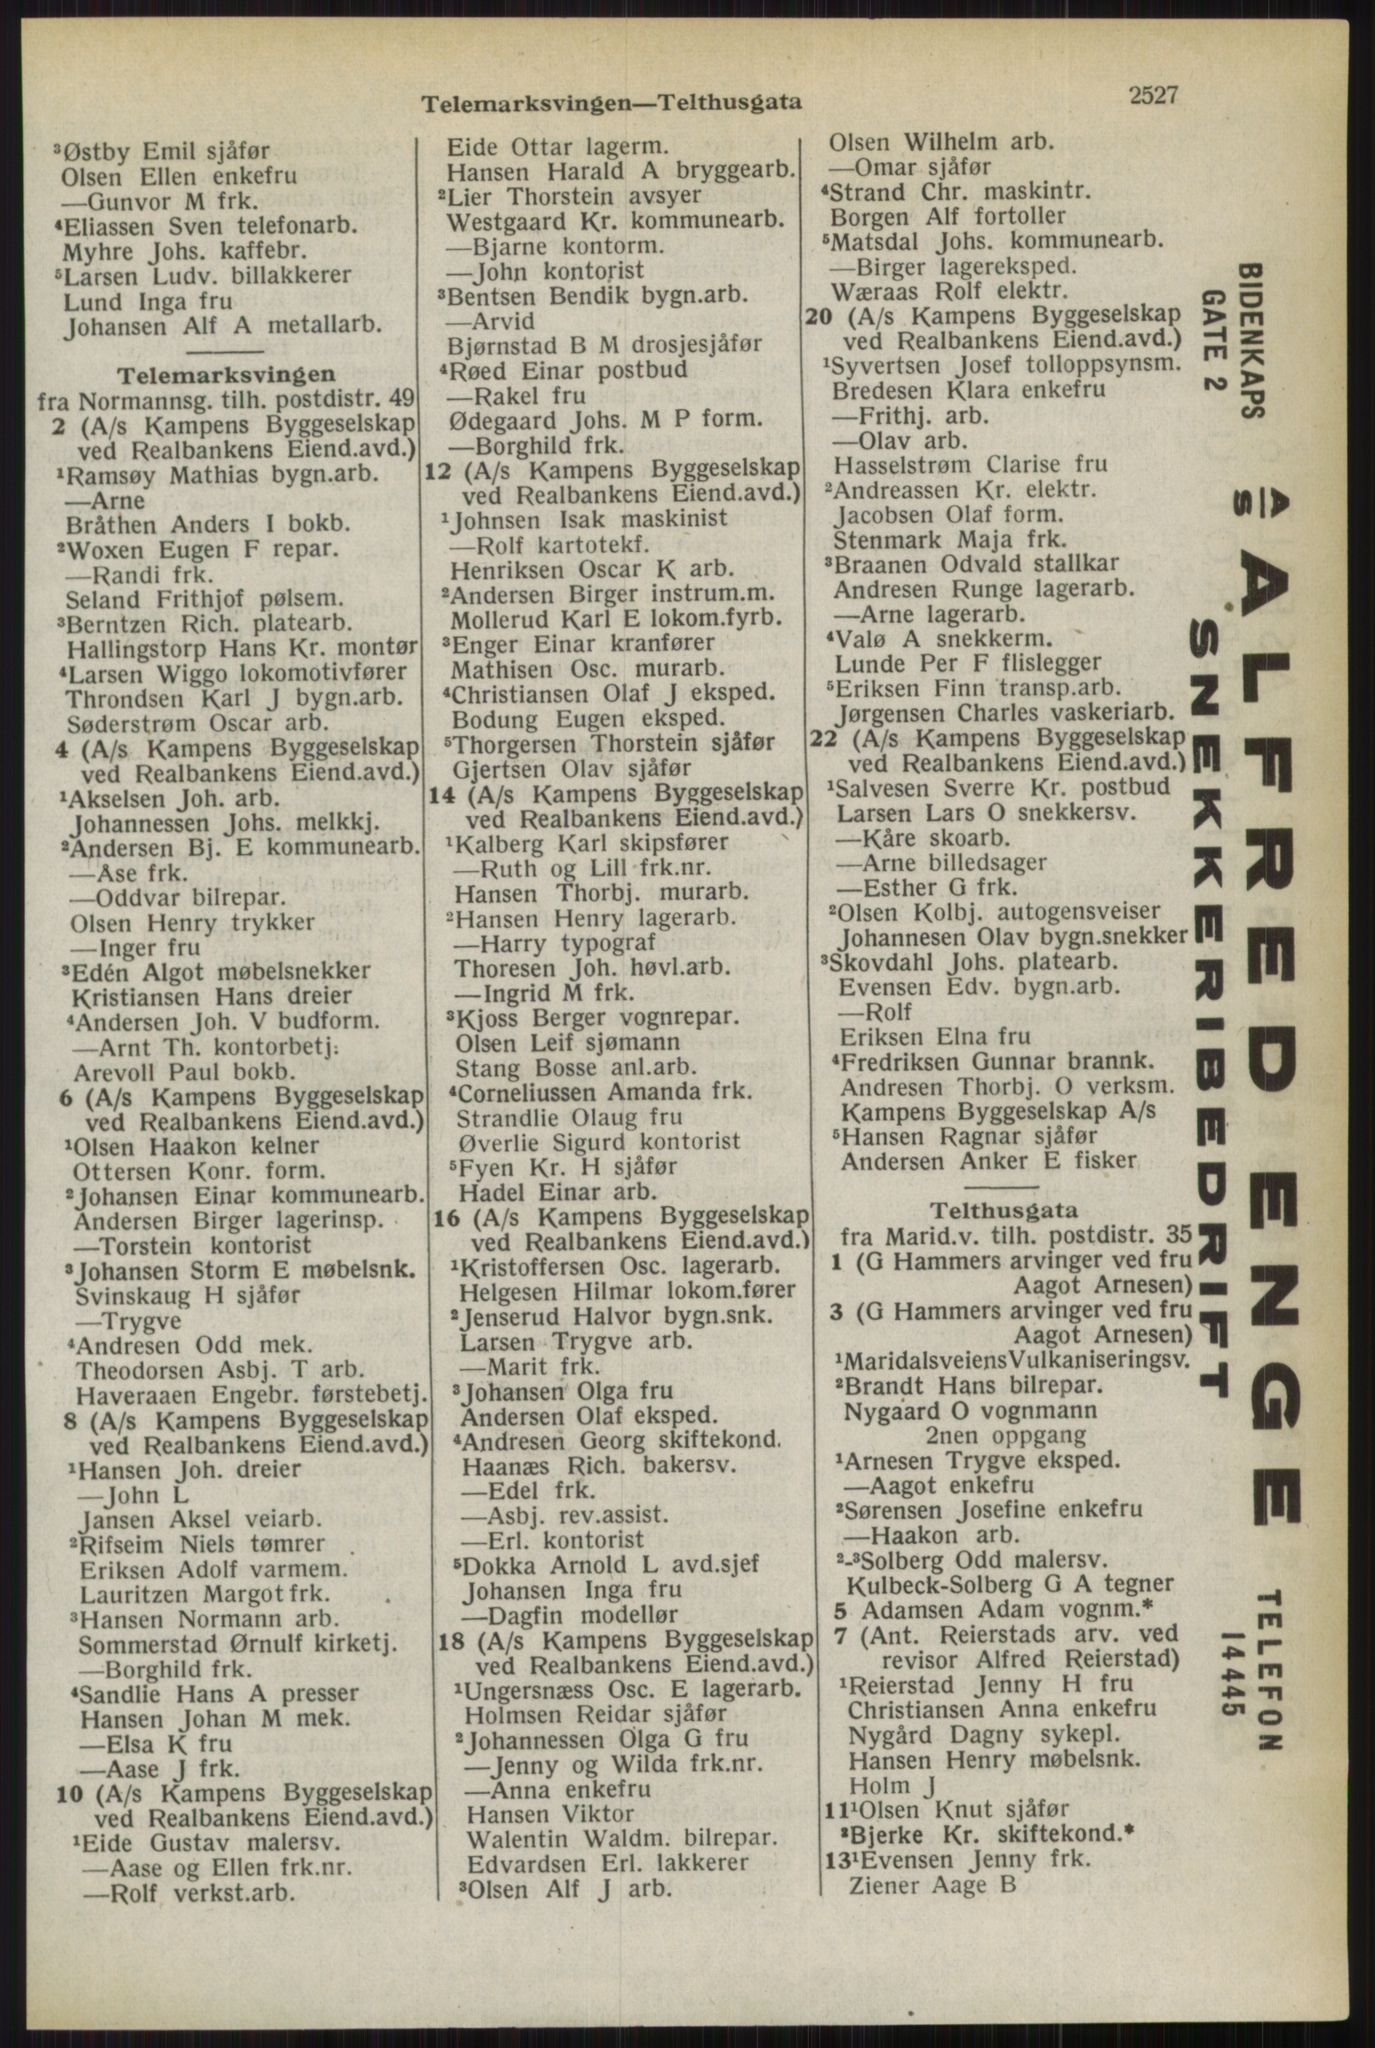 Telemarksvingen—Telthusgata
2527
³Østby Emil sjåfør
Olsen Ellen enkefru
—Gunvor M frk.
⁴Eliassen Sven telefonarb.
Myhre Johs. kaffebr.
⁵Larsen Ludv. billakkerer
Lund Inga fru
Johansen Alf A metallarb.
Telemarksvingen
fra Normannsg. tilh. postdistr. 49
2 (A/s Kampens Byggeselskap
ved Realbankens Eiend.avd.)
¹Ramsøy Mathias bygn.arb.
—Arne
Bråthen Anders I bokb.
²Woxen Eugen F repar.
—Randi frk.
Seland Frithjof pølsem.
³Berntzen Rich. platearb.
Hallingstorp Hans Kr. montør
⁴Larsen Wiggo lokomotivfører
Throndsen Karl J bygn.arb.
Søderstrøm Oscar arb.
4 (A/s Kampens Byggeselskap
ved Realbankens Eiend.avd.)
¹Akselsen Joh. arb.
Johannessen Johs. melkkj.
²Andersen Bj. E kommunearb.
—Ase frk.
—Oddvar bilrepar.
Olsen Henry trykker
—Inger fru
³Edén Algot møbelsnekker
Kristiansen Hans dreier
⁴Andersen Joh. V budform.
—Arnt Th. kontorbetj.
Arevoll Paul bokb.
6 (A/s Kampens Byggeselskap
ved Realbankens Eiend.avd.)
¹Olsen Haakon kelner
Ottersen Konr. form.
²Johansen Einar kommunearb.
Andersen Birger lagerinsp.
—Torstein kontorist
³Johansen Storm E møbelsnk.
Svinskaug H sjåfør
—Trygve
⁴Andresen Odd mek.
Theodorsen Asbj. T arb.
Haveraaen Engebr. førstebetj.
8 (A/s Kampens Byggeselskap
ved Realbankens Eiend.avd.)
¹Hansen Joh. dreier
—John L
Jansen Aksel veiarb.
²Rifseim Niels tømrer
Eriksen Adolf varmem.
Lauritzen Margot frk.
³Hansen Normann arb.
Sommerstad Ørnulf kirketj.
—Borghild frk.
⁴Sandlie Hans A presser
Hansen Johan M mek.
—Elsa K fru
—Aase J frk.
10 (A/s Kampens Byggeselskap
ved Realbankens Eiend.avd.)
¹Eide Gustav malersv.
—Aase og Ellen frk.nr.
—Rolf verkst.arb.
Eide Ottar lagerm.
Hansen Harald A bryggearb.
²Lier Thorstein avsyer
Westgaard Kr. kommunearb.
—Bjarne kontorm.
—John kontorist
³Bentsen Bendik bygn.arb.
—Arvid
Bjørnstad B M drosjesjåfør
⁴Røed Einar postbud
—Rakel fru
Ødegaard Johs. M P form.
—Borghild frk.
12 (A/s Kampens Byggeselskap
ved Realbankens Eiend.avd.)
¹Johnsen Isak maskinist
—Rolf kartotekf.
Henriksen Oscar K arb.
²Andersen Birger instrum.m.
Mollerud Karl E lokom.fyrb.
³Enger Einar kranfører
Mathisen Osc. murarb.
⁴Christiansen Olaf J eksped.
Bodung Eugen eksped.
⁵Thorgersen Thorstein sjåfør
Gjertsen Olav sjåfør
14 (A/s Kampens Byggeselskap
ved Realbankens Eiend.avd.)
¹Kalberg Karl skipsfører
—Ruth og Lill frk.nr.
Hansen Thorbj. murarb.
²Hansen Henry lagerarb.
—Harry typograf
Thoresen Joh. høvl.arb.
—Ingrid M frk.
³Kjoss Berger vognrepar.
Olsen Leif sjømann
Stang Bosse anl.arb.
⁴Corneliussen Amanda frk.
Strandlie Olaug fru
Øverlie Sigurd kontorist
⁵Fyen Kr. H sjåfør
Hadel Einar arb.
16 (A/s Kampens Byggeselskap
ved Realbankens Eiend.avd.)
¹Kristoffersen Osc. lagerarb.
Helgesen Hilmar lokom.fører
²Jenserud Halvor bygn.snk.
Larsen Trygve arb.
—Marit frk.
³Johansen Olga fru
Andersen Olaf eksped.
⁴Andresen Georg skiftekond.
Haanæs Rich. bakersv.
—Edel frk.
—Asbj. rev.assist.
—Erl. kontorist
⁵Dokka Arnold L avd.sjef
Johansen Inga fru
—Dagfin modellør
18 (A/s Kampens Byggeselskap
ved Realbankens Eiend.avd.)
¹Ungersnæss Osc. E lagerarb.
Holmsen Reidar sjåfør
²Johannessen Olga G fru
—Jenny og Wilda frk.nr.
—Anna enkefru
Hansen Viktor
Walentin Waldm. bilrepar.
Edvardsen Erl. lakkerer
³Olsen Alf J arb.
Olsen Wilhelm arb.
—Omar sjåfør
⁴Strand Chr. maskintr.
Borgen Alf fortoller
⁵Matsdal Johs. kommunearb.
—Birger lagereksped.
Wæraas Rolf elektr.
20 (A/s Kampens Byggeselskap
ved Realbankens Eiend.avd.)
¹Syvertsen Josef tolloppsynsm.
Bredesen Klara enkefru
—Frithj. arb.
—Olav arb.
Hasselstrøm Clarise fru
²Andreassen Kr. elektr.
Jacobsen Olaf form.
Stenmark Maja frk.
³Braanen Odvald stallkar
Andresen Runge lagerarb.
—Arne lagerarb.
⁴Valø A snekkerm.
Lunde Per F flislegger
⁵Eriksen Finn transp.arb.
Jørgensen Charles vaskeriarb.
22 (A/s Kampens Byggeselskap
ved Realbankens Eiend.avd.)
¹Salvesen Sverre Kr. postbud
Larsen Lars O snekkersv.
—Kåre skoarb.
—Arne billedsager
—Esther G frk.
²Olsen Kolbj. autogensveiser
Johannesen Olav bygn.snekker
³Skovdahl Johs. platearb.
Evensen Edv. bygn.arb.
—Rolf
Eriksen Elna fru
⁴Fredriksen Gunnar brannk.
Andresen Thorbj. O verksm.
Kampens Byggeselskap A/s
⁵Hansen Ragnar sjåfør
Andersen Anker E fisker
Telthusgata
fra Marid.v. tilh. postdistr. 35
1 (G Hammers arvinger ved fru
Aagot Arnesen)
3 (G Hammers arvinger ved fru
Aagot Arnesen)
¹Maridalsveiens Vulkaniseringsv.
²Brandt Hans bilrepar.
Nygaard O vognmann
2nen oppgang
¹Arnesen Trygve eksped.
—Aagot enkefru
²Sørensen Josefine enkefru
—Haakon arb.
²-³Solberg Odd malersv.
Kulbeck-Solberg G A tegner
5 Adamsen Adam vognm.*
7 (Ant. Reierstads arv. ved
revisor Alfred Reierstad)
¹Reierstad Jenny H fru
Christiansen Anna enkefru
Nygård Dagny sykepl.
Hansen Henry møbelsnk.
Holm J
11¹Olsen Knut sjåfør
²Bjerke Kr. skiftekond.*
13¹Evensen Jenny frk.
Ziener Aage B
BIDENKAPS
GATE 2
A/S ALFRED ENGE
SNEKKERIBEDRIFT
TELEFON
14445